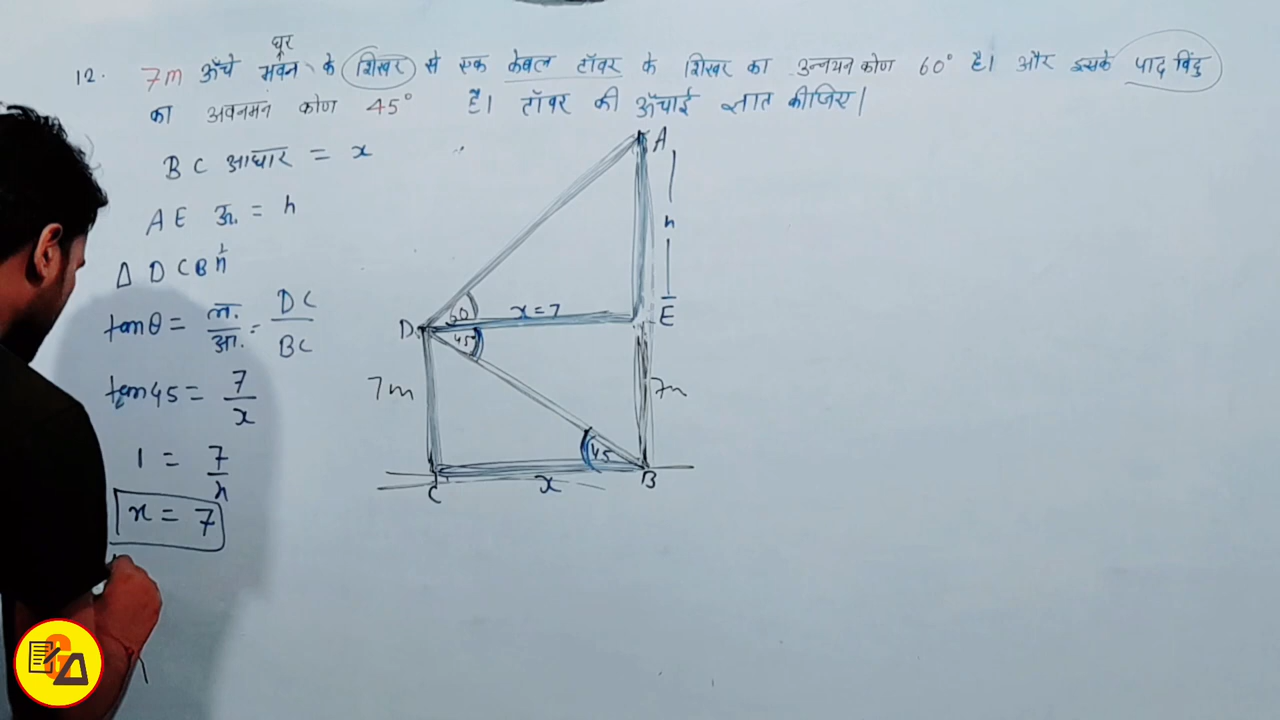 घर
12. 7m ऊँचे भवन के शिखर से एक केबल टॉवर के शिखर का उन्नयन कोण 60° है। और इसके पाद बिंदु
का अवनमन कोण 45° है। टॉवर की ऊँचाई ज्ञात कीजिए।
BC आधार = x
AE ऊ. = h
Δ DCB में
tanθ = ल. / आ. = DC / BC
tan45 = 7 / x
1 = 7 / x
x = 7
A
h
E
60
x = 7
D
45°
7m
7m
45
C
x
B